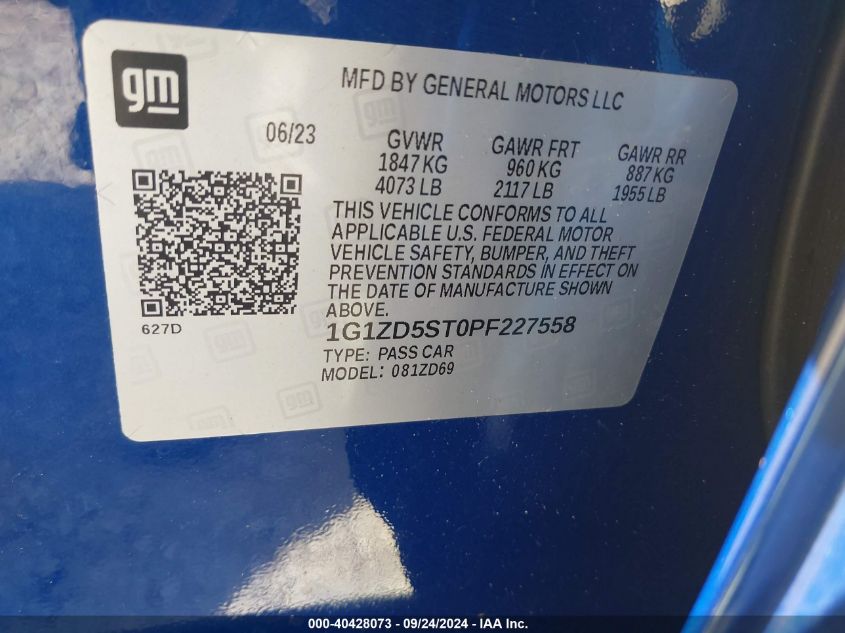 gm
MFD BY GENERAL MOTORS LLC
06/23 GVWR GAWR FRT GAWR RR
1847 KG 960 KG 887 KG
4073 LB 2117 LB 1955 LB
THIS VEHICLE CONFORMS TO ALL
APPLICABLE U.S. FEDERAL MOTOR
VEHICLE SAFETY, BUMPER, AND THEFT
PREVENTION STANDARDS IN EFFECT ON
THE DATE OF MANUFACTURE SHOWN
ABOVE.
627D
1G1ZD5ST0PF227558
TYPE: PASS CAR
MODEL: 081ZD69
000-40428073 - 09/24/2024 - IAA Inc.